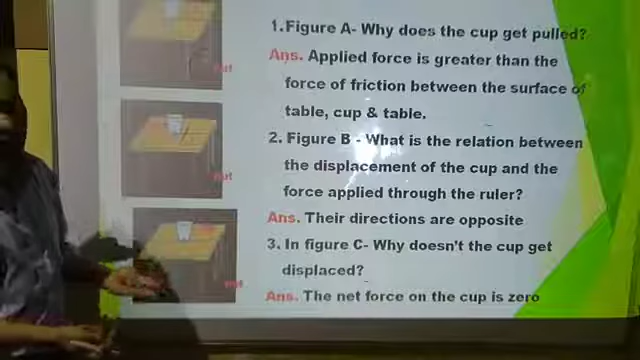 1.Figure A- Why does the cup get pulled?
Ans. Applied force is greater than the
force of friction between the surface of
table, cup & table.
2. Figure B - What is the relation between
the displacement of the cup and the
force applied through the ruler?
Ans. Their directions are opposite
3. In figure C- Why doesn't the cup get
displaced?
Ans. The net force on the cup is zero